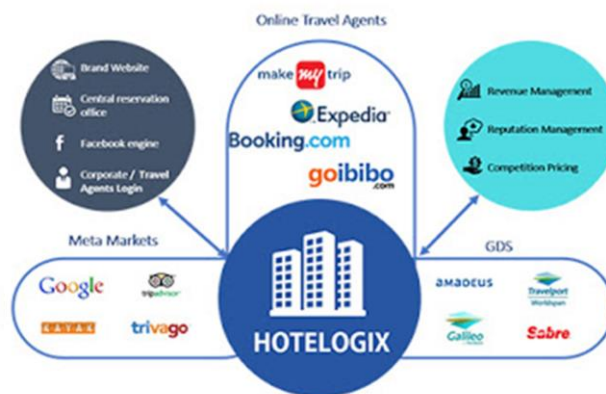 Online Travel Agents
make my trip
Expedia
Booking.com
goibibo
.com
Brand Website
Central reservation
office
Facebook engine
Corporate / Travel
Agents Login
Revenue Management
Reputation Management
Competition Pricing
Meta Markets
Google
tripadvisor
KAYAK
trivago
GDS
amadeus
Travelport
Worldspan
Galileo
Sabre
HOTELOGIX